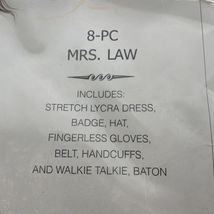 8-PC
MRS. LAW
INCLUDES:
STRETCH LYCRA DRESS,
BADGE, HAT,
FINGERLESS GLOVES,
BELT, HANDCUFFS,
AND WALKIE TALKIE, BATON